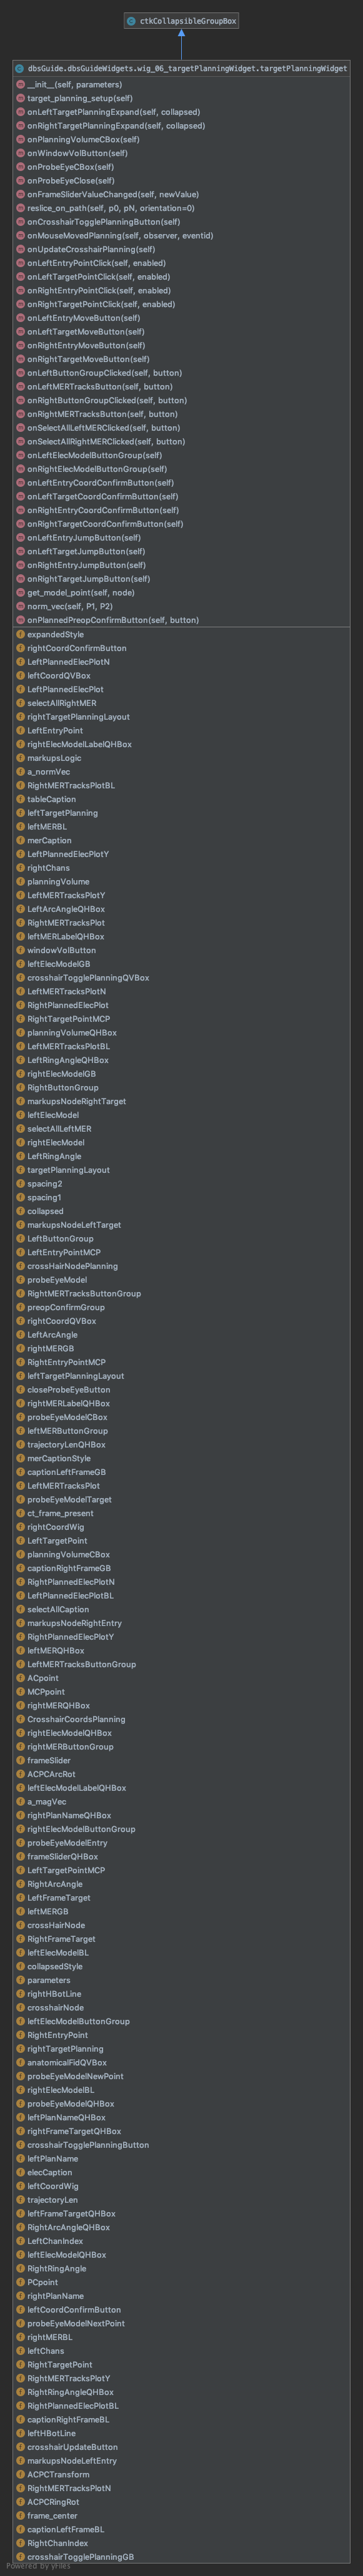 ctkCollapsibleGroupBox
dbsGuide.dbsGuideWidgets.wig_06_targetPlanningWidget.targetPlanningWidget
__init__(self, parameters)
target_planning_setup(self)
onLeftTargetPlanningExpand(self, collapsed)
onRightTargetPlanningExpand(self, collapsed)
onPlanningVolumeCBox(self)
onWindowVolButton(self)
onProbeEyeCBox(self)
onProbeEyeClose(self)
onFrameSliderValueChanged(self, newValue)
reslice_on_path(self, p0, pN, orientation=0)
onCrosshairTogglePlanningButton(self)
onMouseMovedPlanning(self, observer, eventid)
onUpdateCrosshairPlanning(self)
onLeftEntryPointClick(self, enabled)
onLeftTargetPointClick(self, enabled)
onRightEntryPointClick(self, enabled)
onRightTargetPointClick(self, enabled)
onLeftEntryMoveButton(self)
onLeftTargetMoveButton(self)
onRightEntryMoveButton(self)
onRightTargetMoveButton(self)
onLeftButtonGroupClicked(self, button)
onLeftMERTracksButton(self, button)
onRightButtonGroupClicked(self, button)
onRightMERTracksButton(self, button)
onSelectAllLeftMERClicked(self, button)
onSelectAllRightMERClicked(self, button)
onLeftElecModelButtonGroup(self)
onRightElecModelButtonGroup(self)
onLeftEntryCoordConfirmButton(self)
onLeftTargetCoordConfirmButton(self)
onRightEntryCoordConfirmButton(self)
onRightTargetCoordConfirmButton(self)
onLeftEntryJumpButton(self)
onLeftTargetJumpButton(self)
onRightEntryJumpButton(self)
onRightTargetJumpButton(self)
get_model_point(self, node)
norm_vec(self, P1, P2)
onPlannedPreopConfirmButton(self, button)
expandedStyle
rightCoordConfirmButton
LeftPlannedElecPlotN
leftCoordQVBox
LeftPlannedElecPlot
selectAllRightMER
rightTargetPlanningLayout
LeftEntryPoint
rightElecModelLabelQHBox
markupsLogic
a_normVec
RightMERTracksPlotBL
tableCaption
leftTargetPlanning
leftMERBL
merCaption
LeftPlannedElecPlotY
rightChans
planningVolume
LeftMERTracksPlotY
LeftArcAngleQHBox
RightMERTracksPlot
leftMERLabelQHBox
windowVolButton
leftElecModelGB
crosshairTogglePlanningQVBox
LeftMERTracksPlotN
RightPlannedElecPlot
RightTargetPointMCP
planningVolumeQHBox
LeftMERTracksPlotBL
LeftRingAngleQHBox
rightElecModelGB
RightButtonGroup
markupsNodeRightTarget
leftElecModel
selectAllLeftMER
rightElecModel
LeftRingAngle
targetPlanningLayout
spacing2
spacing1
collapsed
markupsNodeLeftTarget
LeftButtonGroup
LeftEntryPointMCP
crossHairNodePlanning
probeEyeModel
RightMERTracksButtonGroup
preopConfirmGroup
rightCoordQVBox
LeftArcAngle
rightMERGB
RightEntryPointMCP
leftTargetPlanningLayout
closeProbeEyeButton
rightMERLabelQHBox
probeEyeModelCBox
leftMERButtonGroup
trajectoryLenQHBox
merCaptionStyle
captionLeftFrameGB
LeftMERTracksPlot
probeEyeModelTarget
ct_frame_present
rightCoordWig
LeftTargetPoint
planningVolumeCBox
captionRightFrameGB
RightPlannedElecPlotN
LeftPlannedElecPlotBL
selectAllCaption
markupsNodeRightEntry
RightPlannedElecPlotY
leftMERQHBox
LeftMERTracksButtonGroup
ACpoint
MCPpoint
rightMERQHBox
CrosshairCoordsPlanning
rightElecModelQHBox
rightMERButtonGroup
frameSlider
ACPCArcRot
leftElecModelLabelQHBox
a_magVec
rightPlanNameQHBox
rightElecModelButtonGroup
probeEyeModelEntry
frameSliderQHBox
LeftTargetPointMCP
RightArcAngle
LeftFrameTarget
leftMERGB
crossHairNode
RightFrameTarget
leftElecModelBL
collapsedStyle
parameters
rightHBotLine
crosshairNode
leftElecModelButtonGroup
RightEntryPoint
rightTargetPlanning
anatomicalFidQVBox
probeEyeModelNewPoint
rightElecModelBL
probeEyeModelQHBox
leftPlanNameQHBox
rightFrameTargetQHBox
crosshairTogglePlanningButton
leftPlanName
elecCaption
leftCoordWig
trajectoryLen
leftFrameTargetQHBox
RightArcAngleQHBox
LeftChanIndex
leftElecModelQHBox
RightRingAngle
PCpoint
rightPlanName
leftCoordConfirmButton
probeEyeModelNextPoint
rightMERBL
leftChans
RightTargetPoint
RightMERTracksPlotY
RightRingAngleQHBox
RightPlannedElecPlotBL
captionRightFrameBL
leftHBotLine
crosshairUpdateButton
markupsNodeLeftEntry
ACPCTransform
RightMERTracksPlotN
ACPCRingRot
frame_center
captionLeftFrameBL
RightChanIndex
crosshairTogglePlanningGB
Powered by yFiles